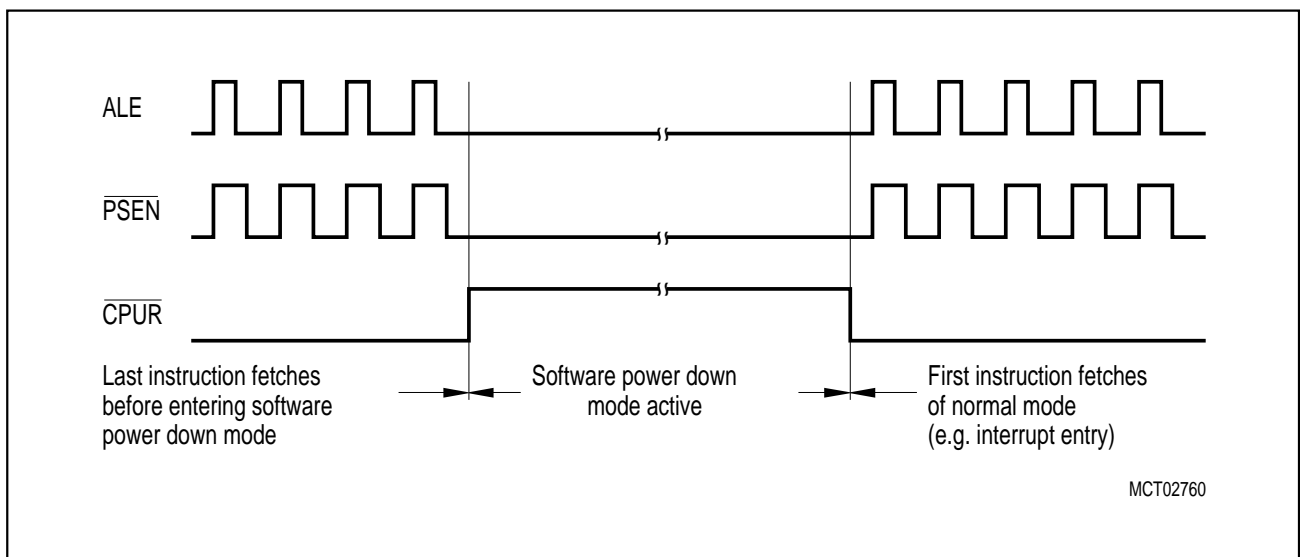 ALE
PSEN
CPUR
Last instruction fetches
before entering software
power down mode
Software power down
mode active
First instruction fetches
of normal mode
(e.g. interrupt entry)
MCT02760